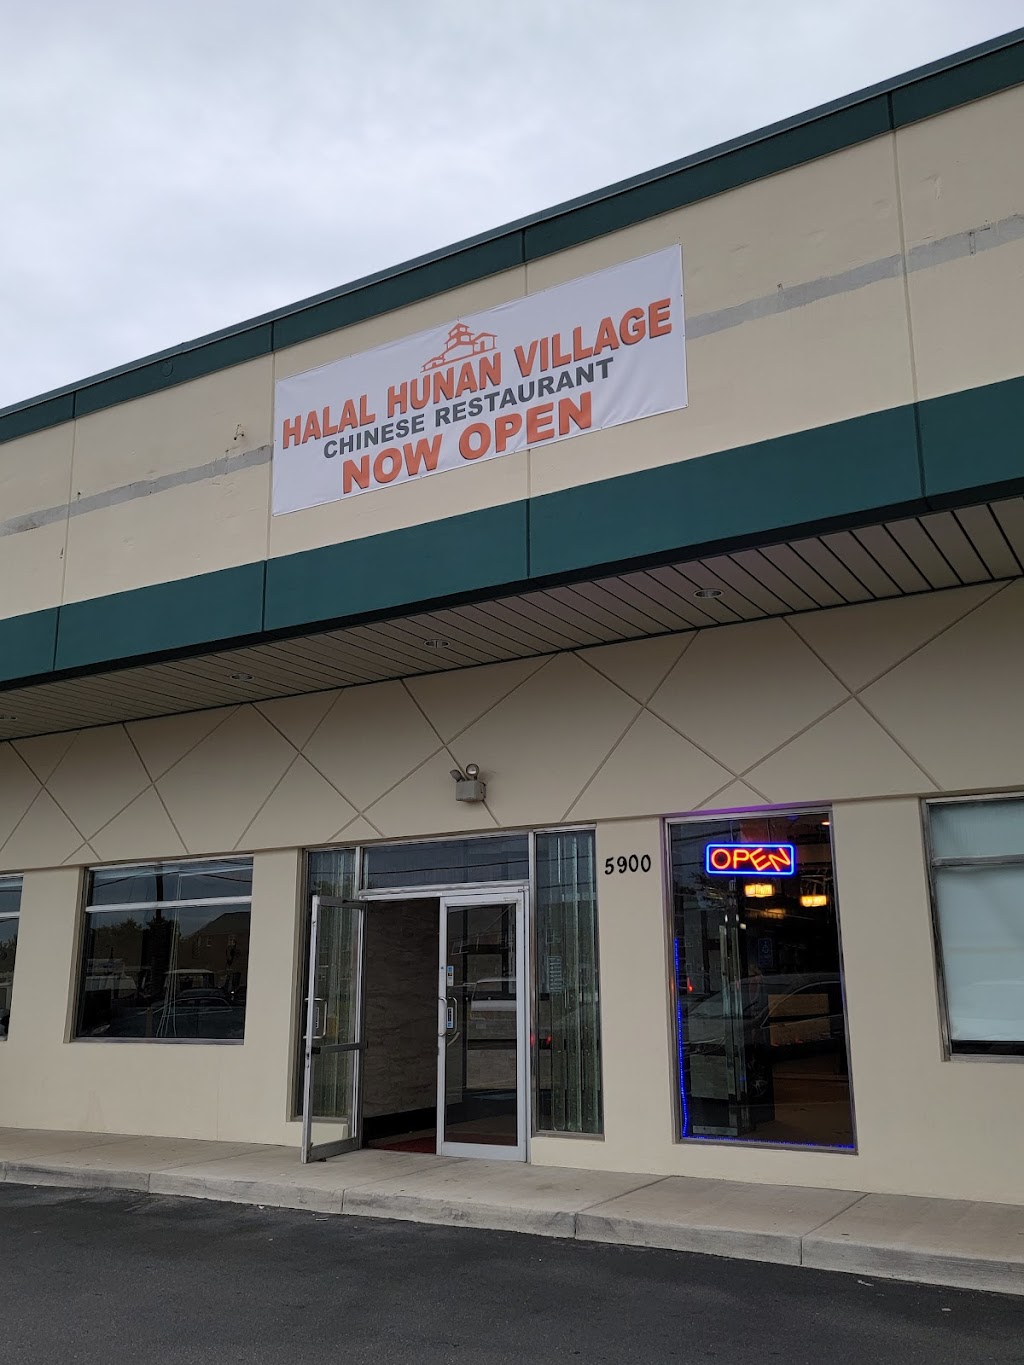 HALAL HUNAN VILLAGE
CHINESE RESTAURANT
NOW OPEN
5900
OPEN